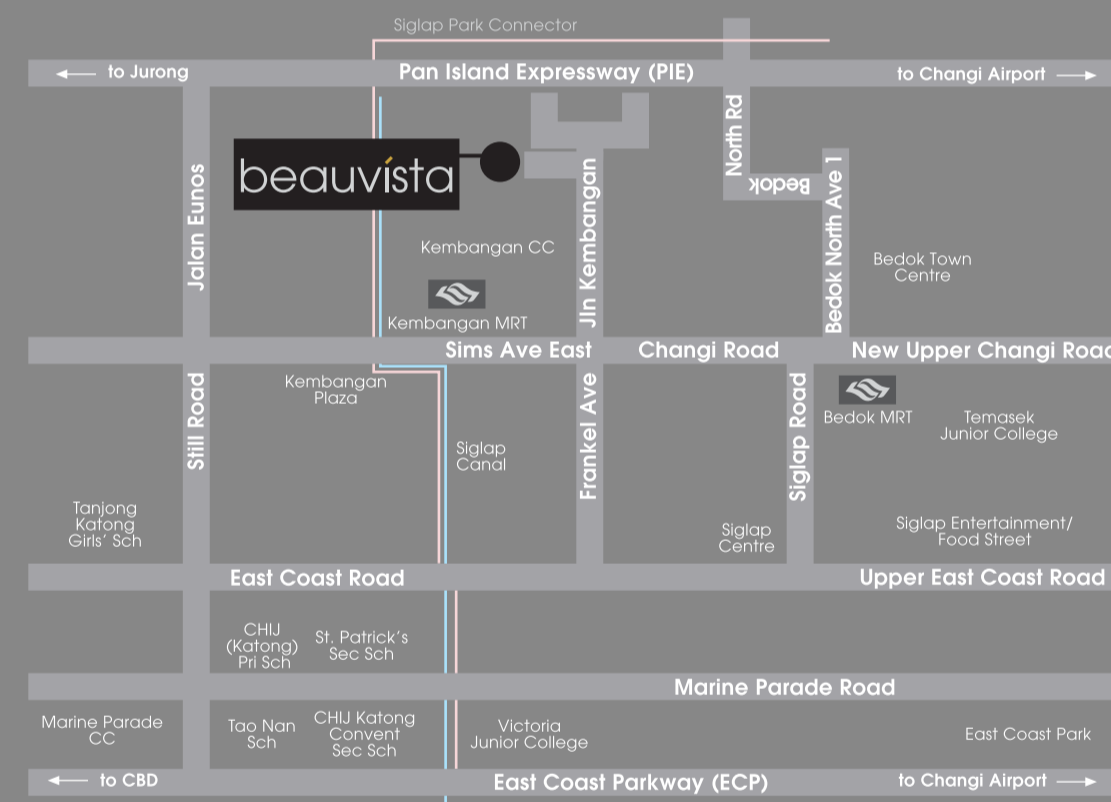 Siglap Park Connector
to Jurong
Pan Island Expressway (PIE)
to Changi Airport
North Rd
Bedok
Bedok North Ave 1
Jalan Eunos
beauvísta
Jln Kembangan
Kembangan CC
Bedok Town
Centre
Kembangan MRT
Sims Ave East
Changi Road
New Upper Changi Road
Kembangan
Plaza
Still Road
Frankel Ave
Siglap Road
Bedok MRT
Temasek
Junior College
Siglap
Canal
Tanjong
Katong
Girls' Sch
Siglap
Centre
Siglap Entertainment/
Food Street
East Coast Road
Upper East Coast Road
CHIJ
(Katong)
Pri Sch
St. Patrick's
Sec Sch
Marine Parade Road
Marine Parade
CC
Tao Nan
Sch
CHIJ Katong
Convent
Sec Sch
Victoria
Junior College
East Coast Park
to CBD
East Coast Parkway (ECP)
to Changi Airport